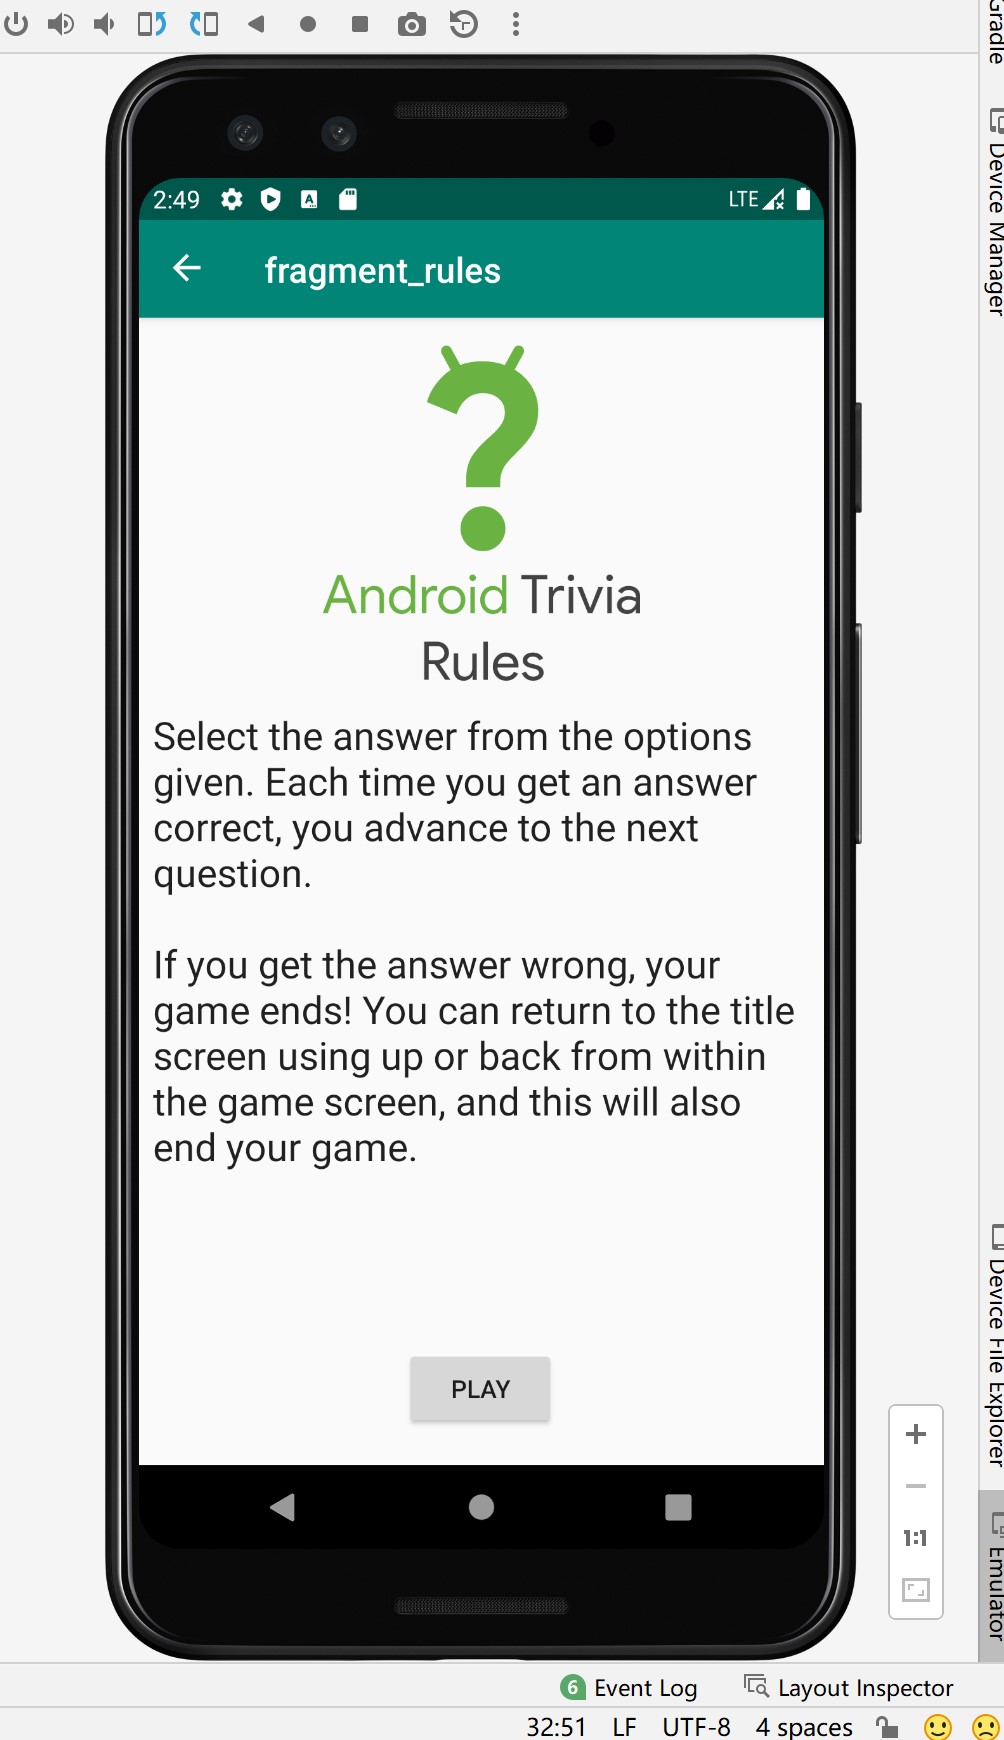 2:49
LTE
fragment_rules
Android Trivia
Rules
Select the answer from the options
given. Each time you get an answer
correct, you advance to the next
question.
If you get the answer wrong, your
game ends! You can return to the title
screen using up or back from within
the game screen, and this will also
end your game.
PLAY
Gradle
Device Manager
Device File Explorer
Emulator
1:1
6 Event Log
Layout Inspector
32:51 LF UTF-8 4 spaces